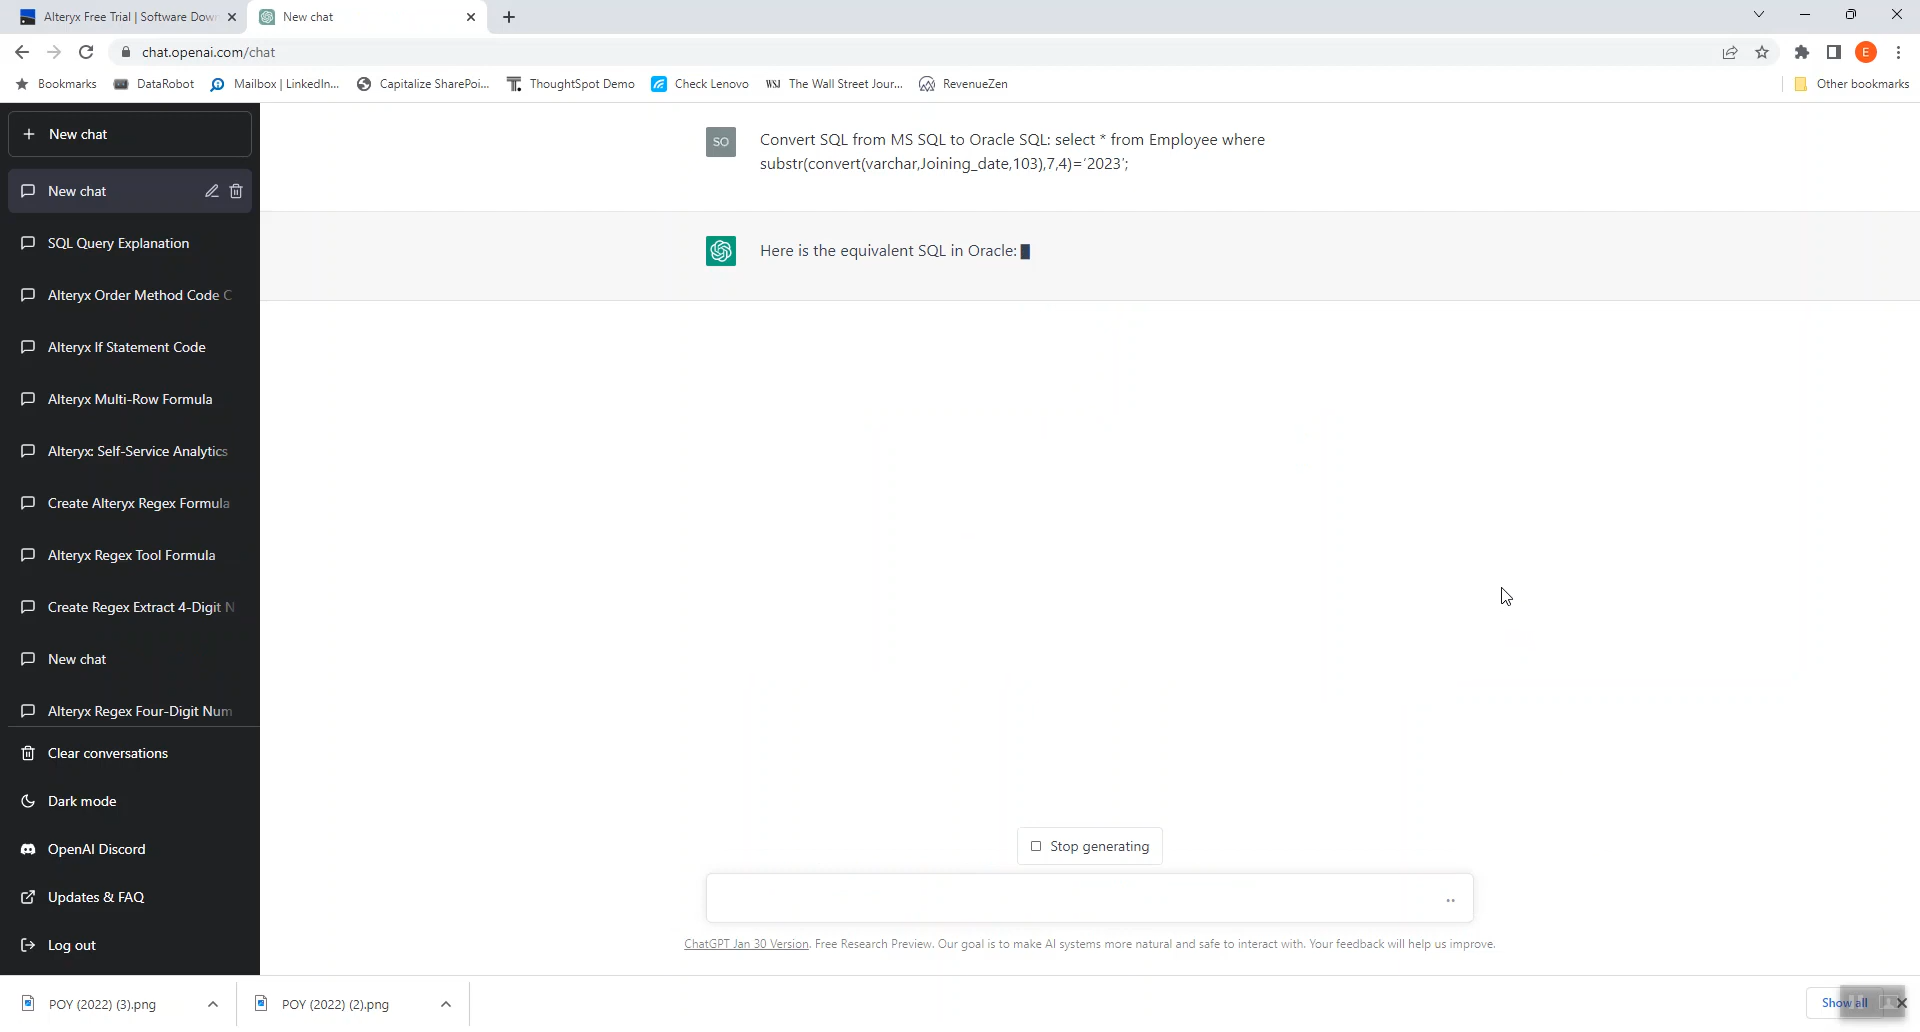 Alteryx Free Trial | Software Dow
New chat
chat.openai.com/chat
E
Bookmarks
DataRobot
Mailbox | LinkedIn...
Capitalize SharePoi...
ThoughtSpot Demo
Check Lenovo
WSJ The Wall Street Jour...
RevenueZen
Other bookmarks
New chat
New chat
SQL Query Explanation
Alteryx Order Method Code C
Alteryx If Statement Code
Alteryx Multi-Row Formula
Alteryx: Self-Service Analytics
Create Alteryx Regex Formula
Alteryx Regex Tool Formula
Create Regex Extract 4-Digit N
New chat
Alteryx Regex Four-Digit Num
Clear conversations
Dark mode
OpenAI Discord
Updates & FAQ
Log out
SO
Convert SQL from MS SQL to Oracle SQL: select * from Employee where
substr(convert(varchar,Joining_date,103),7,4)='2023';
Here is the equivalent SQL in Oracle:
Stop generating
ChatGPT Jan 30 Version. Free Research Preview. Our goal is to make AI systems more natural and safe to interact with. Your feedback will help us improve.
POY (2022) (3).png
POY (2022) (2).png
Show all